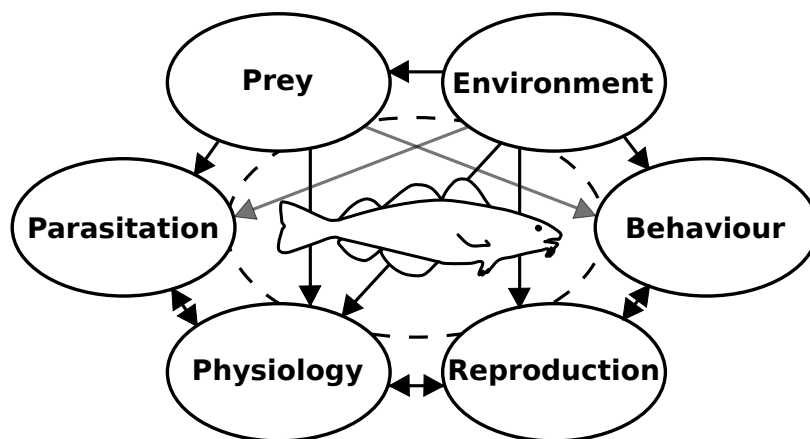 Prey
Environment
Parasitation
Behaviour
Physiology
Reproduction